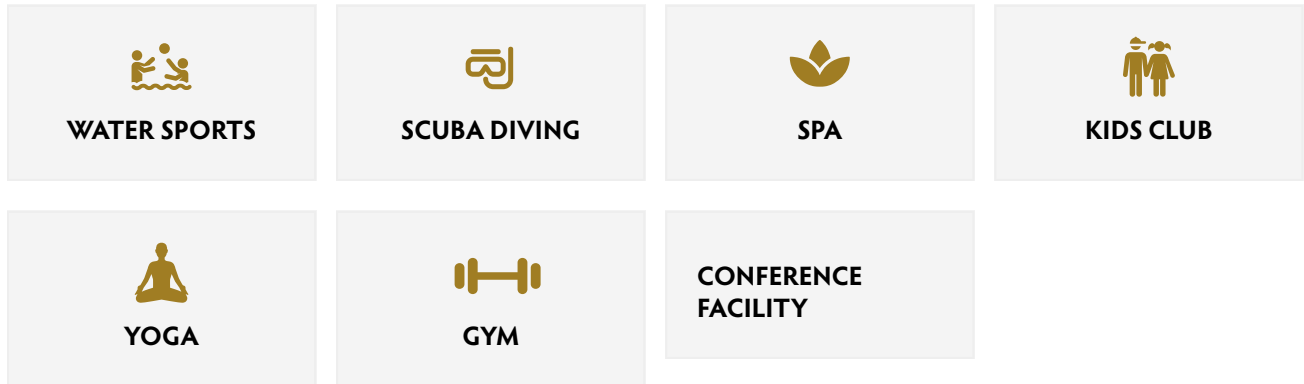 WATER SPORTS
SCUBA DIVING
SPA
KIDS CLUB
YOGA
GYM
CONFERENCE
FACILITY